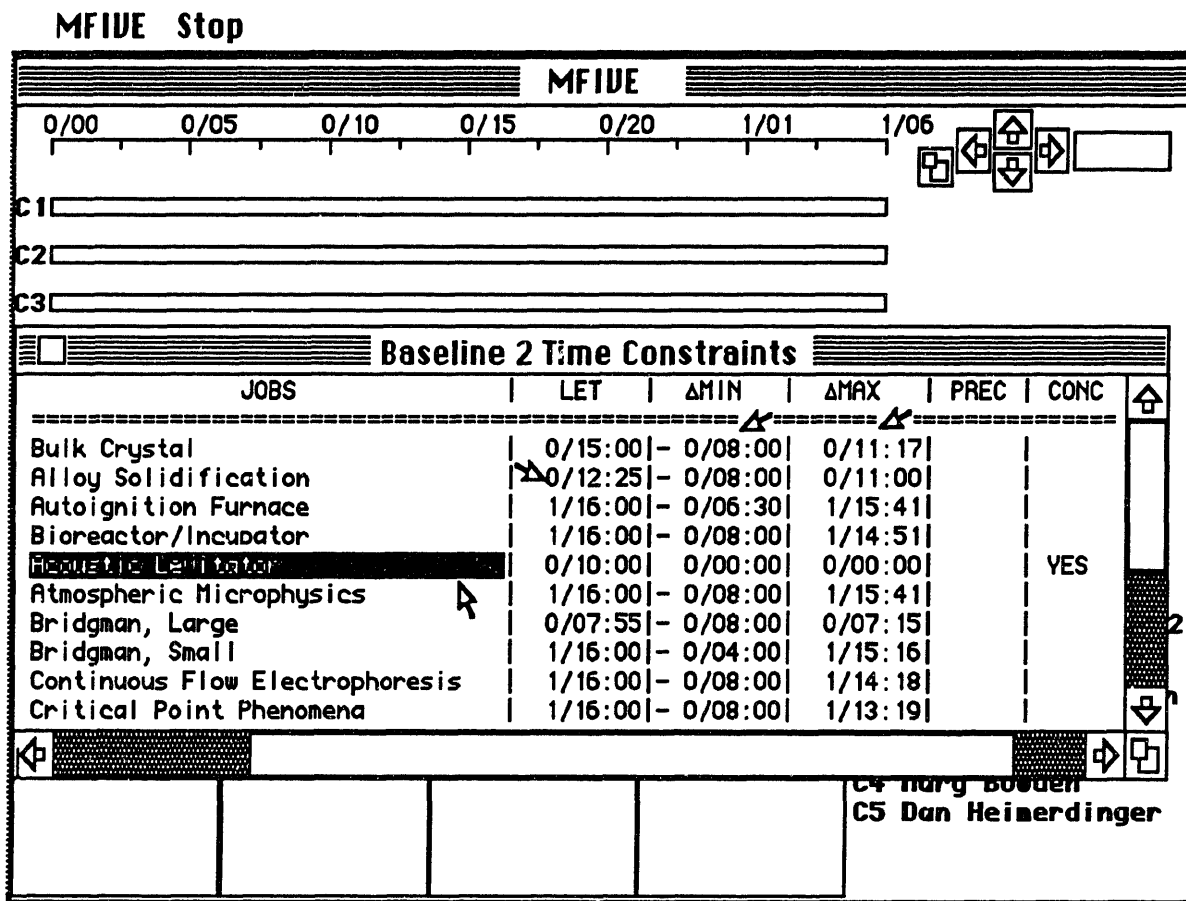 MFIVE Stop
MFIVE
0/00 0/05 0/10 0/15 0/20 1/01 1/06
C1
C2
C3
Baseline 2 Time Constraints
JOBS | LET | ΔMIN | ΔMAX | PREC | CONC
Bulk Crystal | 0/15:00|- 0/08:00| 0/11:17| |
Alloy Solidification | 0/12:25|- 0/08:00| 0/11:00| |
Autoignition Furnace | 1/16:00|- 0/06:30| 1/15:41| |
Bioreactor/Incubator | 1/16:00|- 0/08:00| 1/14:51| |
Acoustic Levitator | 0/10:00| 0/00:00| 0/00:00| | YES
Atmospheric Microphysics | 1/16:00|- 0/08:00| 1/15:41| |
Bridgman, Large | 0/07:55|- 0/08:00| 0/07:15| |
2
Bridgman, Small | 1/16:00|- 0/04:00| 1/15:16| |
Continuous Flow Electrophoresis | 1/16:00|- 0/08:00| 1/14:18| |
Critical Point Phenomena | 1/16:00|- 0/08:00| 1/13:19| |
C4 Mary Bowden
C5 Dan Heimerdinger